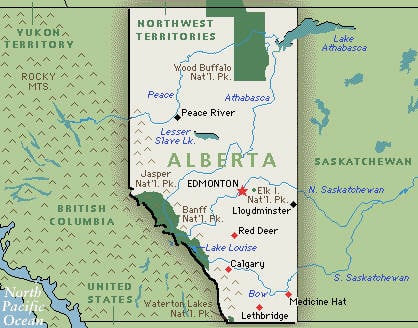 NORTHWEST
TERRITORIES
YUKON
TERRITORY
Lake
Athabasca
ROCKY
MTS.
Wood Buffalo
Nat'l. Pk.
Peace
Athabasca
Peace River
Lesser
Slave Lk.
ALBERTA
SASKATCHEWAN
Jasper
Nat'l. Pk.
EDMONTON
Elk I.
Nat'l. Pk.
N. Saskatchewan
BRITISH
COLUMBIA
Banff
Nat'l. Pk.
Lloydminster
Red Deer
Lake Louise
Calgary
S. Saskatchewan
UNITED
STATES
North
Pacific
Ocean
Bow
Medicine Hat
Waterton Lakes
Nat'l. Pk.
Lethbridge